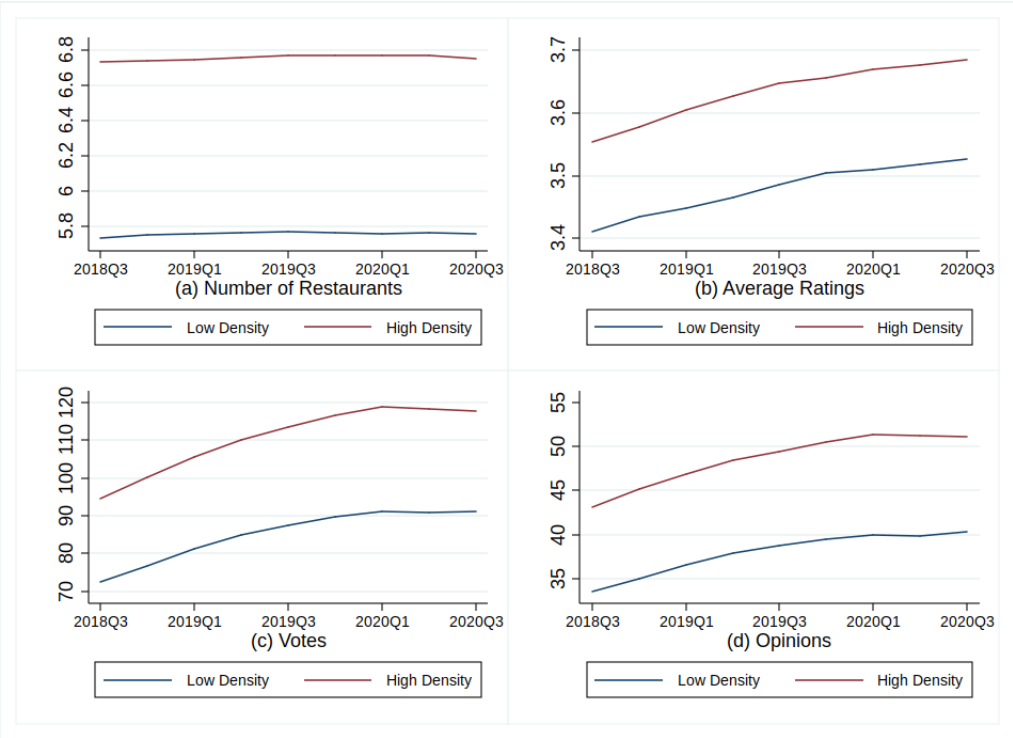 6.8
6.6
6.4
6.2
6
5.8
2018Q3 2019Q1 2019Q3 2020Q1 2020Q3
(a) Number of Restaurants
Low Density High Density
3.7
3.6
3.5
3.4
2018Q3 2019Q1 2019Q3 2020Q1 2020Q3
(b) Average Ratings
Low Density High Density
120
110
100
90
80
70
2018Q3 2019Q1 2019Q3 2020Q1 2020Q3
(c) Votes
Low Density High Density
55
50
45
40
35
2018Q3 2019Q1 2019Q3 2020Q1 2020Q3
(d) Opinions
Low Density High Density